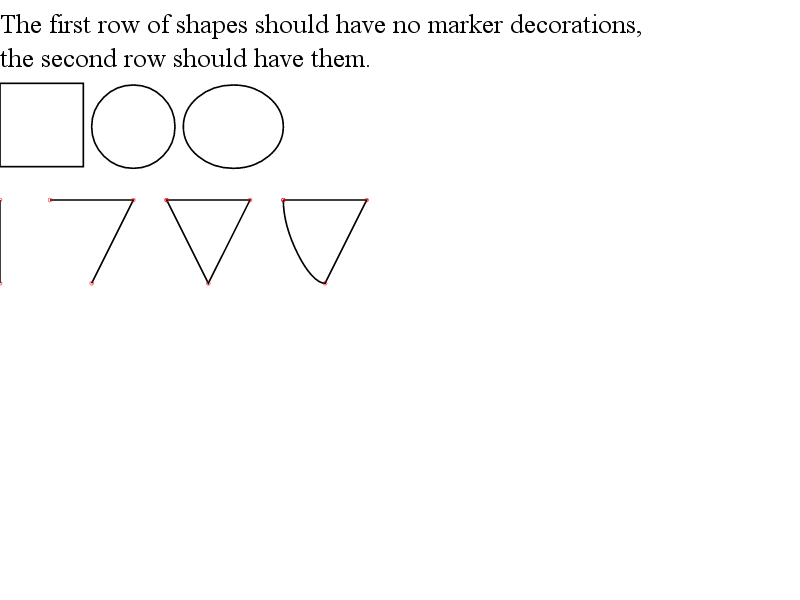 The first row of shapes should have no marker decorations,
the second row should have them.